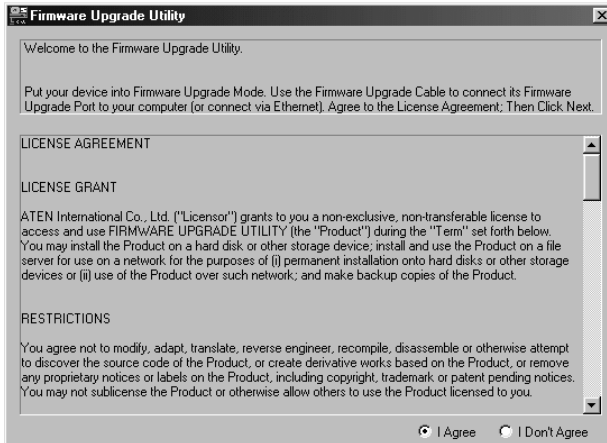 Firmware Upgrade Utility
Welcome to the Firmware Upgrade Utility.
Put your device into Firmware Upgrade Mode. Use the Firmware Upgrade Cable to connect its Firmware
Upgrade Port to your computer (or connect via Ethernet). Agree to the License Agreement; Then Click Next.
LICENSE AGREEMENT
LICENSE GRANT
ATEN International Co., Ltd. ("Licensor") grants to you a non-exclusive, non-transferable license to
access and use FIRMWARE UPGRADE UTILITY (the "Product") during the "Term" set forth below.
You may install the Product on a hard disk or other storage device; install and use the Product on a file
server for use on a network for the purposes of (i) permanent installation onto hard disks or other storage
devices or (ii) use of the Product over such network; and make backup copies of the Product.
RESTRICTIONS
You agree not to modify, adapt, translate, reverse engineer, recompile, disassemble or otherwise attempt
to discover the source code of the Product, or create derivative works based on the Product, or remove
any proprietary notices or labels on the Product, including copyright, trademark or patent pending notices.
You may not sublicense the Product or otherwise allow others to use the Product licensed to you.
I Agree I Don't Agree